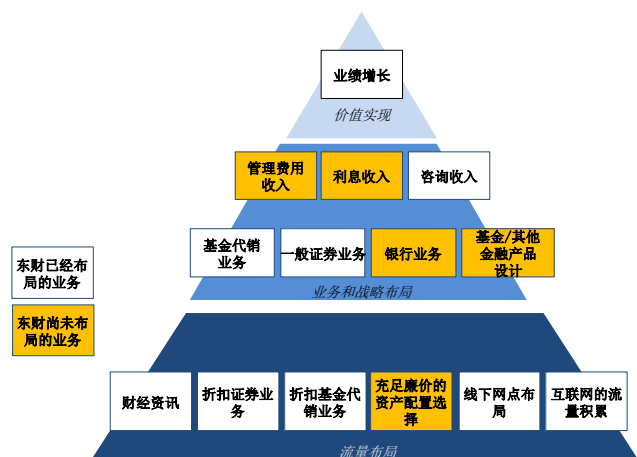 业绩增长
价值实现
管理费用
收入
利息收入
咨询收入
基金代销
业务
一般证券业务
银行业务
基金/其他
金融产品
设计
业务和战略布局
东财已经布
局的业务
东财尚未布
局的业务
财经资讯
折扣证券业
务
折扣基金代
销业务
充足廉价的
资产配置选
择
线下网点布
局
互联网的流
量积累
流量布局